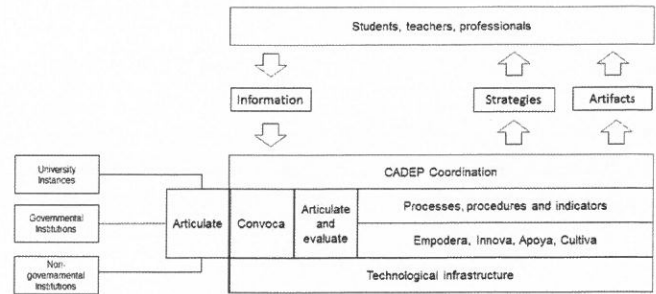 Students, teachers, professionals
Information
Strategies
Artifacts
University
Instances
CADEP Coordination
Governmental
Institutions
Articulate
Convoca
Articulate
and
evaluate
Processes, procedures and indicators
Empodera, Innova, Apoya, Cultiva
Non-
governamental
Institutions
Technological infrastructure